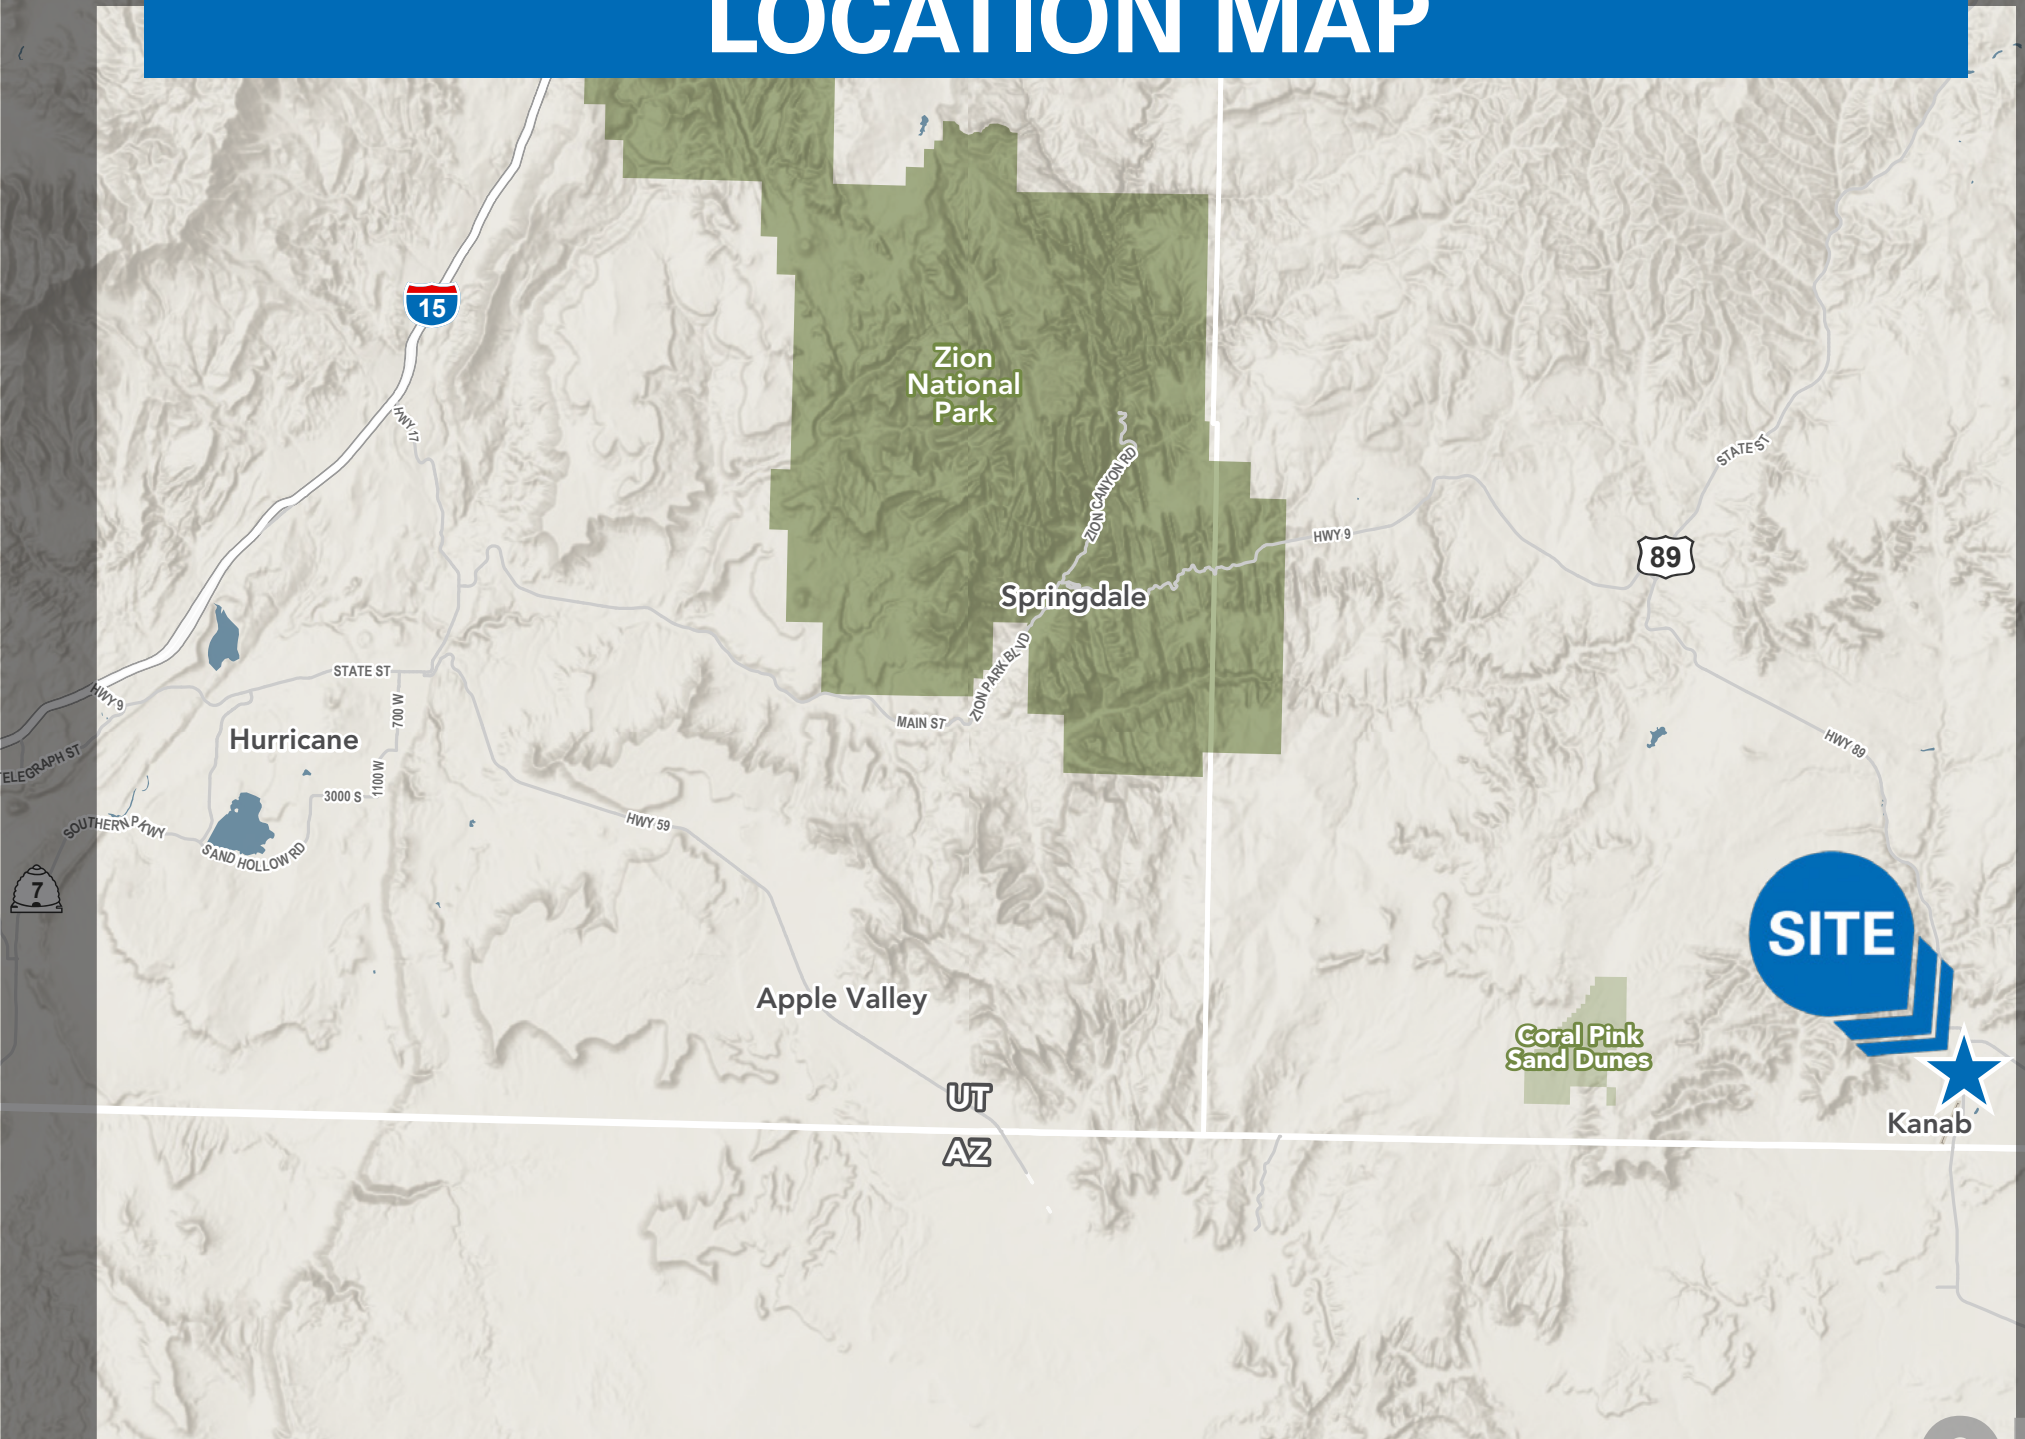 LOCATION MAP
15
Zion
National
Park
HWY 17
ZION CANYON RD
STATE ST
HWY 9
89
Springdale
STATE ST
ZION PARK BLVD
HWY 9
700 W
MAIN ST
Hurricane
HWY 89
TELEGRAPH ST
1100 W
3000 S
SOUTHERN PKWY
HWY 59
SAND HOLLOW RD
7
SITE
Apple Valley
Coral Pink
Sand Dunes
UT
Kanab
AZ